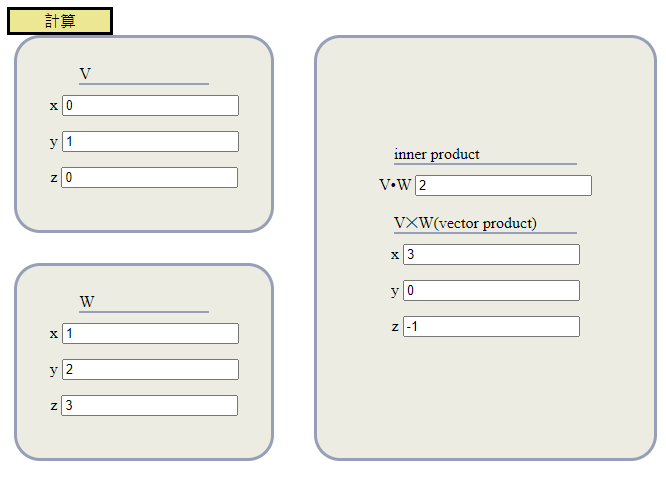 計算
V
x 0
y 1
z 0
W
x 1
y 2
z 3
inner product
V•W 2
V×W(vector product)
x 3
y 0
z -1